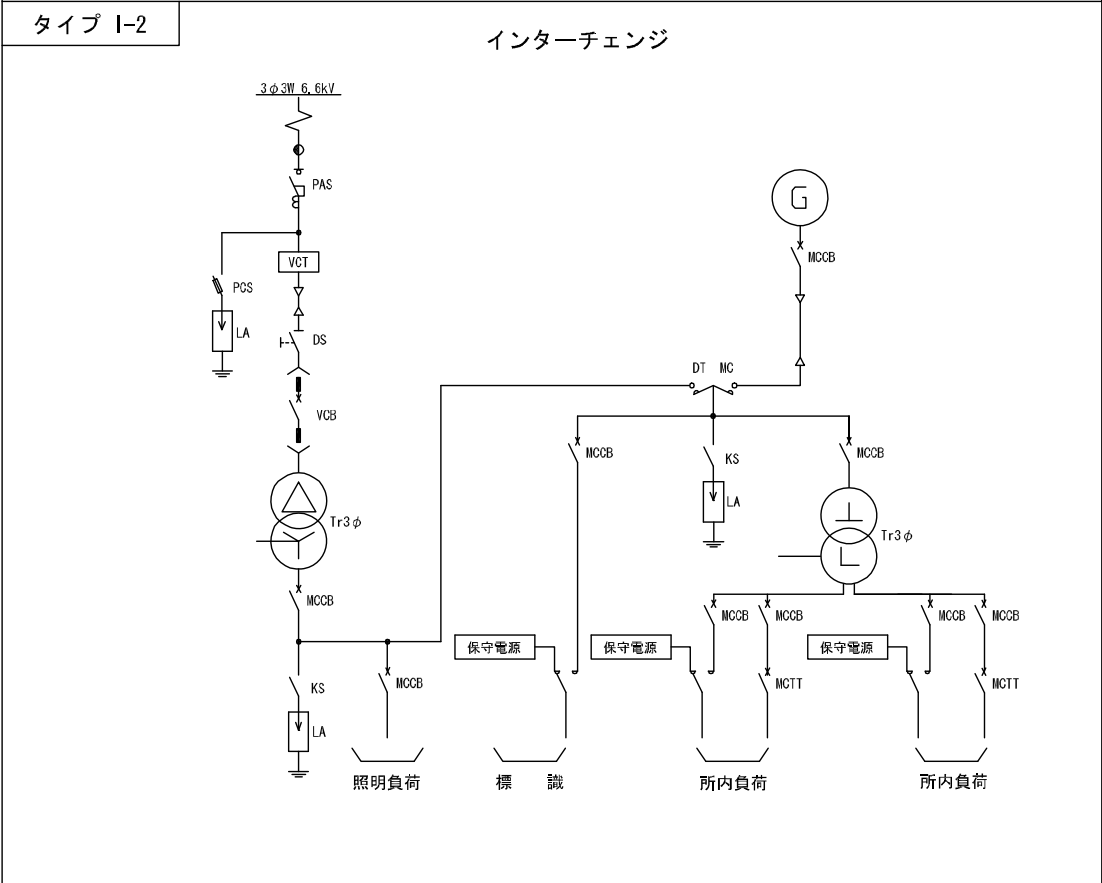 タイプ I-2
インターチェンジ
3φ3W 6,6kV
PAS
G
MCCB
VCT
PCS
LA
DS
DT MC
VCB
MCCB
KS
MCCB
LA
Tr3φ
Tr3φ
MCCB
MCCB
MCCB
MCCB
MCCB
保守電源
保守電源
保守電源
KS
MCCB
MCTT
MCTT
LA
照明負荷
標 識
所内負荷
所内負荷